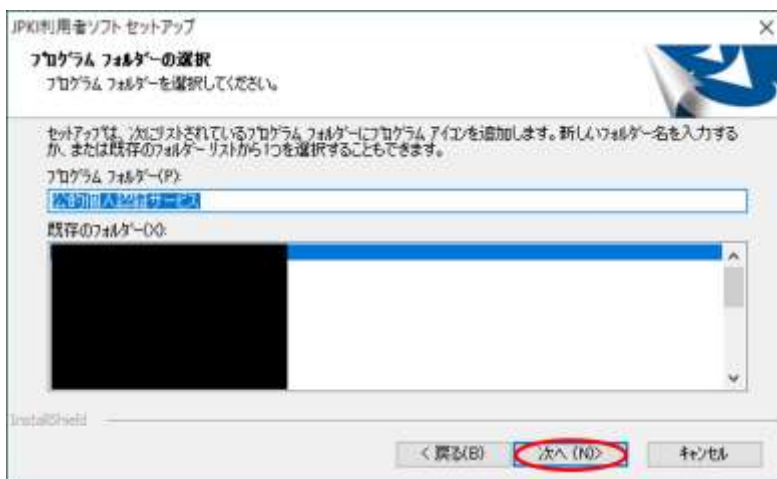 JPKI利用者ソフト セットアップ
プログラム フォルダーの選択
プログラム フォルダーを選択してください。
セットアップは、次にリストされているプログラム フォルダーにプログラム アイコンを追加します。新しいフォルダー名を入力する
か、または既存のフォルダー リストから1つを選択することもできます。
プログラム フォルダー(P):
公的個人認証サービス
既存のフォルダー(X):
InstallShield
< 戻る(B)
次へ (N)>
キャンセル